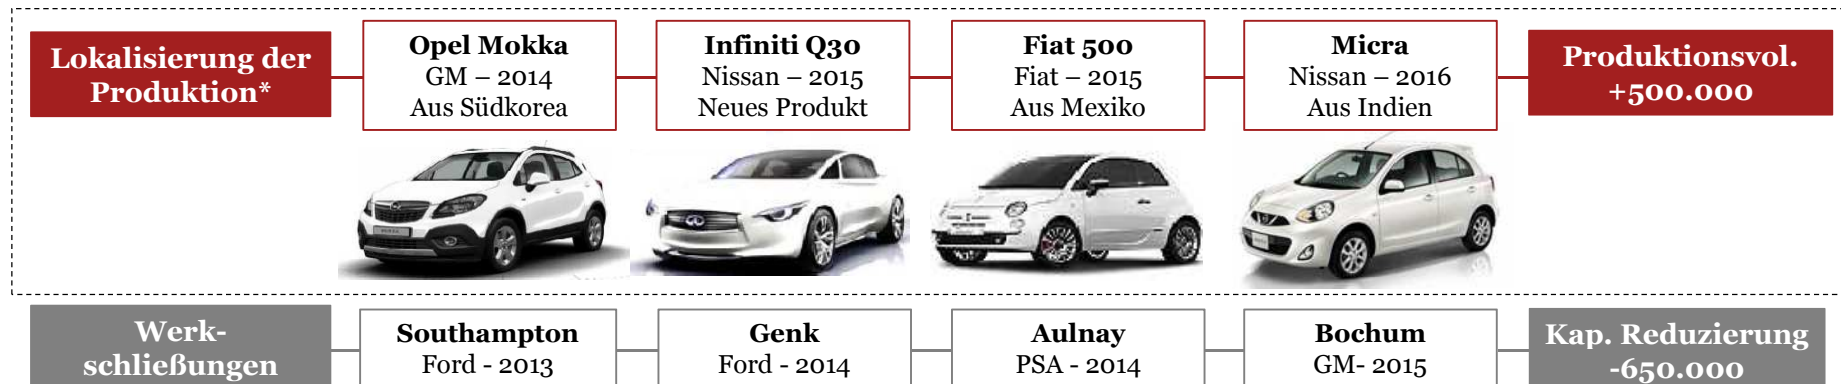 Lokalisierung der
Produktion*
Opel Mokka
GM – 2014
Aus Südkorea
Infiniti Q30
Nissan – 2015
Neues Produkt
Fiat 500
Fiat – 2015
Aus Mexiko
Micra
Nissan – 2016
Aus Indien
Produktionsvol.
+500.000
Werk-
schließungen
Southampton
Ford - 2013
Genk
Ford - 2014
Aulnay
PSA - 2014
Bochum
GM- 2015
Kap. Reduzierung
-650.000